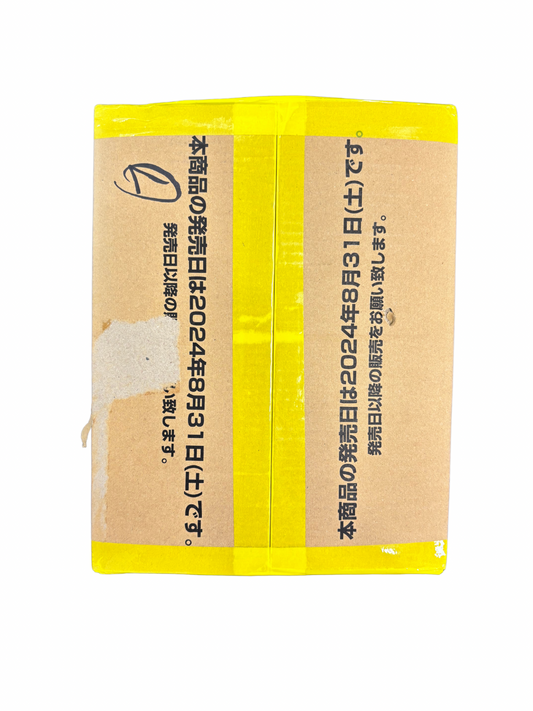 本商品の発売日は2024年8月31日(土)です。
発売日以降の販売をお願い致します。
本商品の発売日は2024年8月31日(土)です。
発売日以降の い致します。